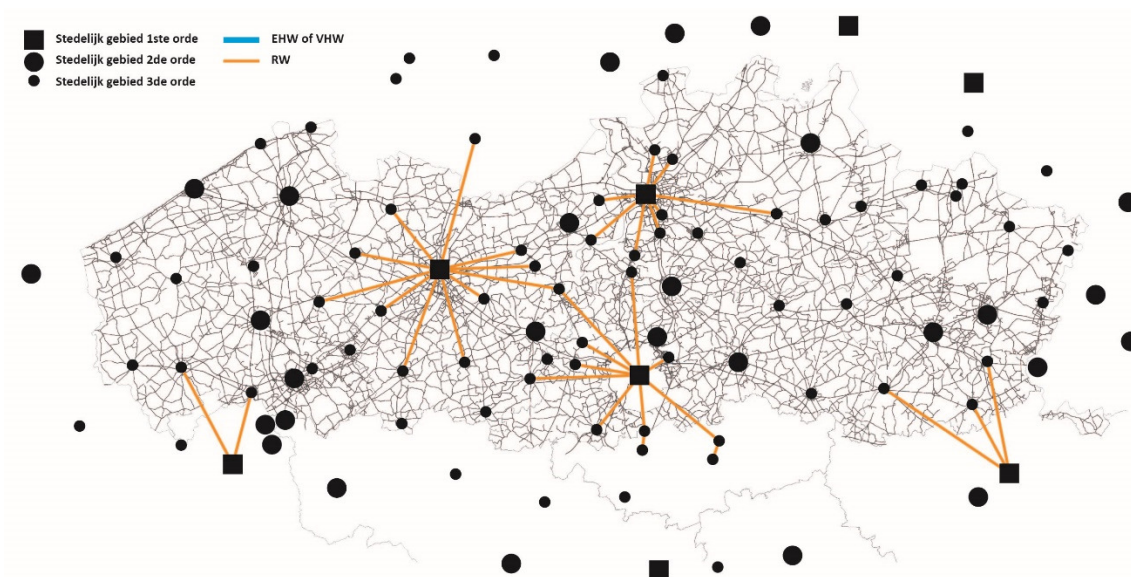 Stedelijk gebied 1ste orde
EHW of VHW
Stedelijk gebied 2de orde
RW
Stedelijk gebied 3de orde